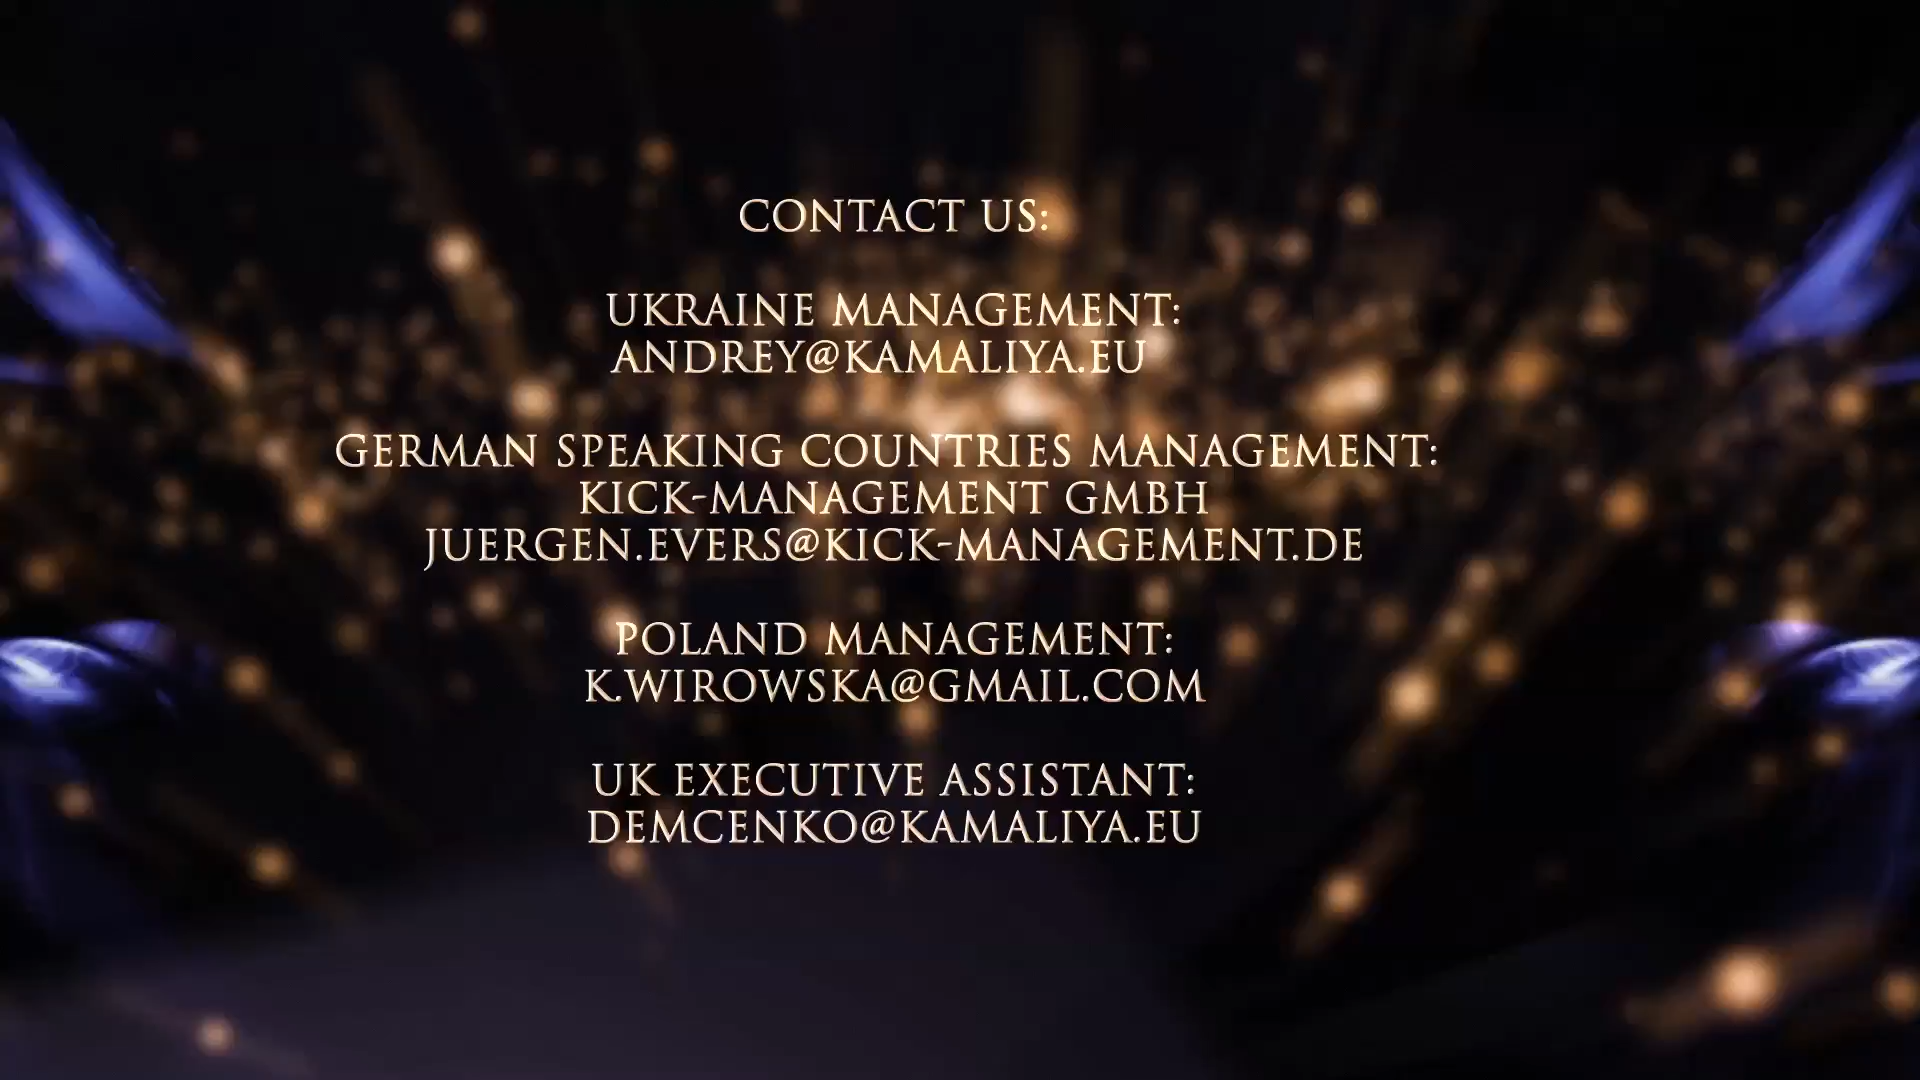 CONTACT US:
UKRAINE MANAGEMENT:
ANDREY@KAMALIYA.EU
GERMAN SPEAKING COUNTRIES MANAGEMENT:
KICK-MANAGEMENT GMBH
JUERGEN.EVERS@KICK-MANAGEMENT.DE
POLAND MANAGEMENT:
K.WIROWSKA@GMAIL.COM
UK EXECUTIVE ASSISTANT:
DEMCENKO@KAMALIYA.EU